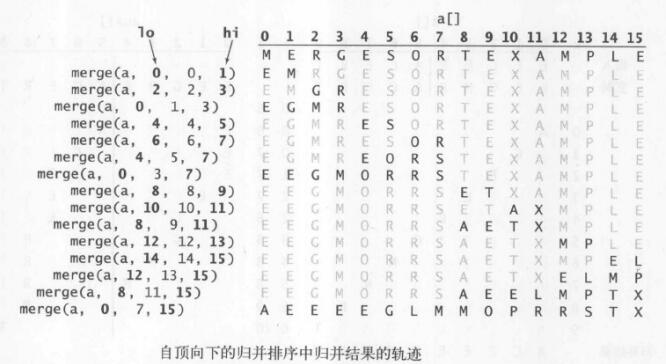 lo hi a[]
0 1 2 3 4 5 6 7 8 9 10 11 12 13 14 15
M E R G E S O R T E X A M P L E
merge(a, 0, 0, 1) E M R G E S O R T E X A M P L E
merge(a, 2, 2, 3) E M G R E S O R T E X A M P L E
merge(a, 0, 1, 3) E G M R E S O R T E X A M P L E
merge(a, 4, 4, 5) E G M R E S O R T E X A M P L E
merge(a, 6, 6, 7) E G M R E S O R T E X A M P L E
merge(a, 4, 5, 7) E G M R E O R S T E X A M P L E
merge(a, 0, 3, 7) E E G M O R R S T E X A M P L E
merge(a, 8, 8, 9) E E G M O R R S E T X A M P L E
merge(a, 10, 10, 11) E E G M O R R S E T A X M P L E
merge(a, 8, 9, 11) E E G M O R R S A E T X M P L E
merge(a, 12, 12, 13) E E G M O R R S A E T X M P L E
merge(a, 14, 14, 15) E E G M O R R S A E T X M P E L
merge(a, 12, 13, 15) E E G M O R R S A E T X E L M P
merge(a, 8, 11, 15) E E G M O R R S A E E L M P T X
merge(a, 0, 7, 15) A E E E E G L M M O P R R S T X
自顶向下的归并排序中归并结果的轨迹